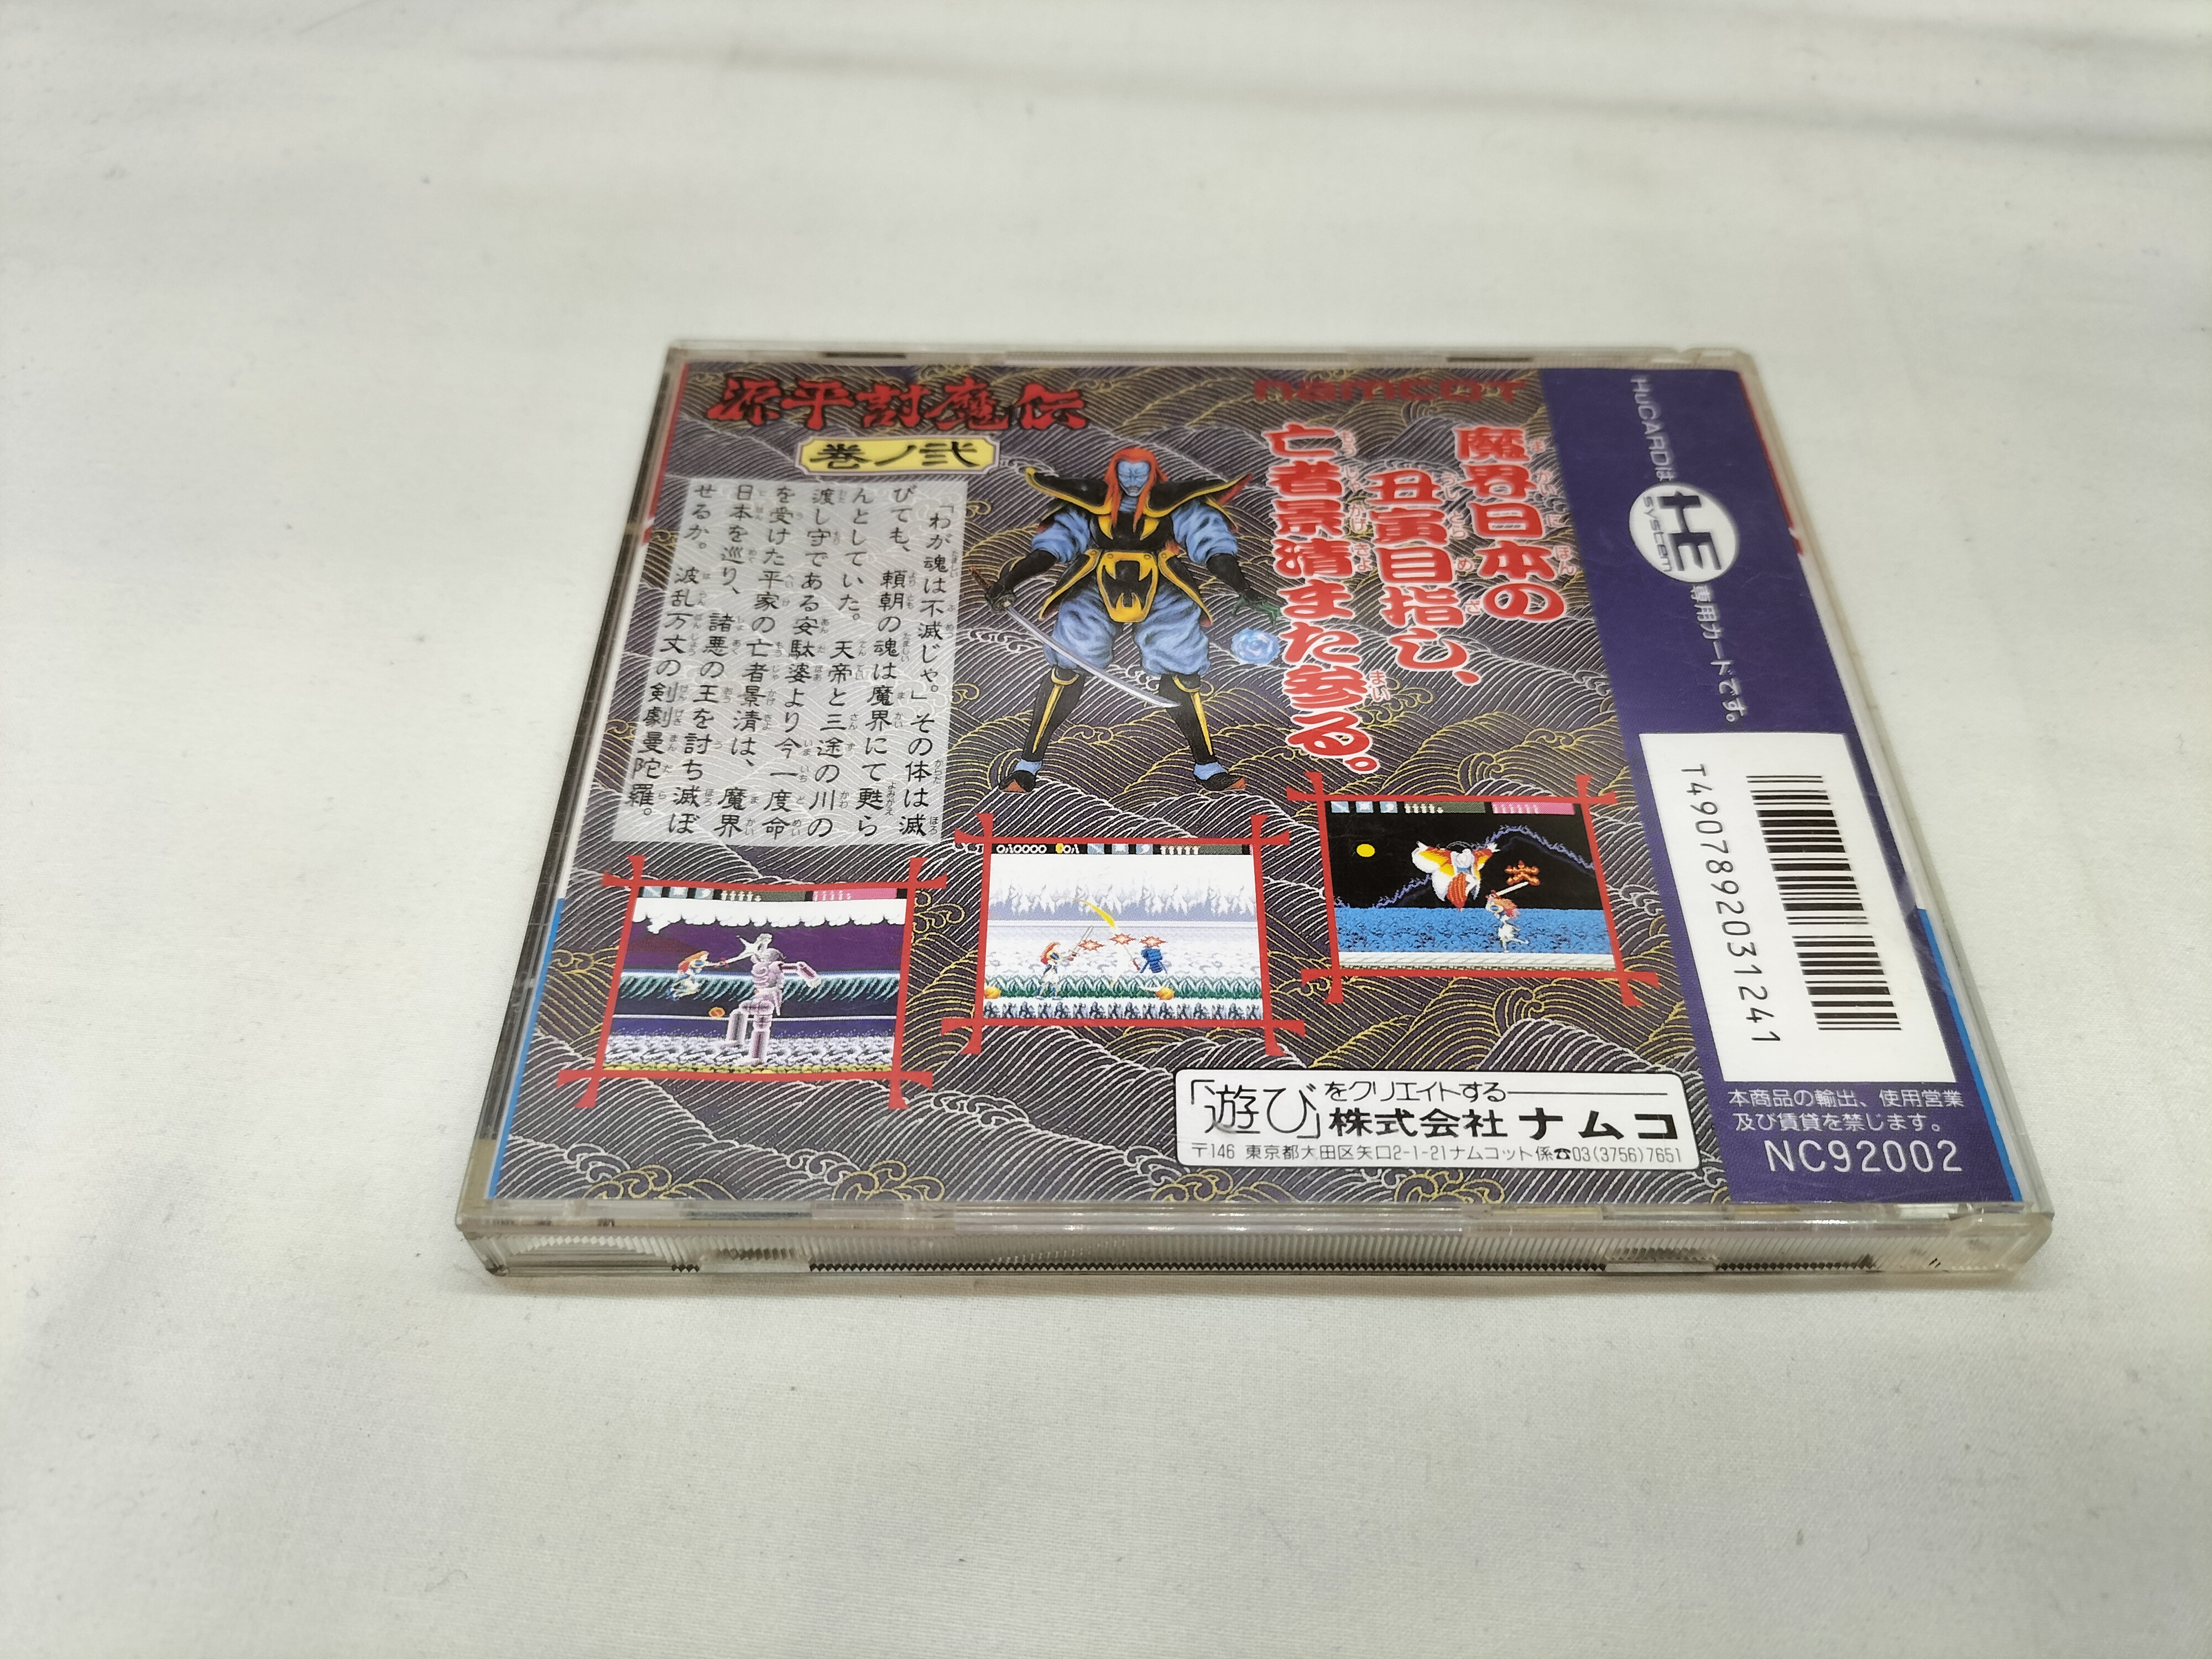 源平討魔伝
巻ノ弐
namcot
魔界日本の
丑寅目指し、
亡者景清また参る。
「わが魂は不滅じゃ。」その体は滅
びても、頼朝の魂は魔界にて甦ら
んとしていた。天帝と三途の川の
渡し守である安駄婆より今一度命
を受けた平家の亡者景清は、魔界
日本を巡り、諸悪の王を討ち滅ぼ
せるか。波乱万丈の剣劇曼陀羅。
HuCARDは
HE
system
専用カードです。
T4907892031241
本商品の輸出、使用営業
及び賃貸を禁じます。
NC92002
「遊び」をクリエイトする
株式会社ナムコ
〒146 東京都大田区矢口2-1-21ナムコット係☎03(3756)7651